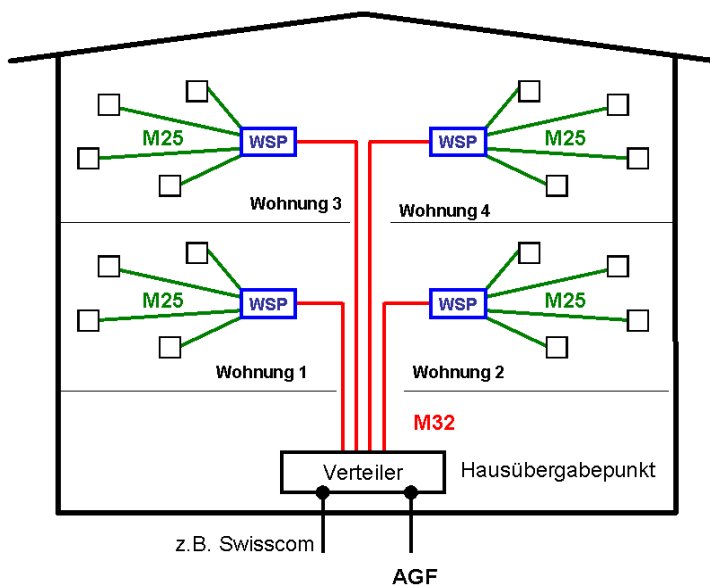 M25
WSP
WSP
M25
Wohnung 3
Wohnung 4
M25
WSP
WSP
M25
Wohnung 1
Wohnung 2
M32
Verteiler
Hausübergabepunkt
z.B. Swisscom
AGF